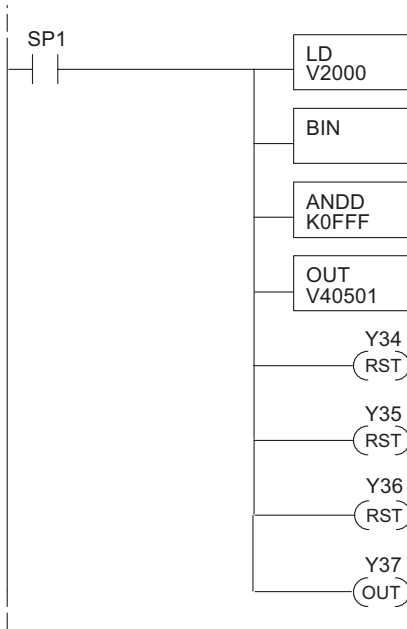 SP1
LD
V2000
BIN
ANDD
K0FFF
OUT
V40501
Y34
RST
Y35
RST
Y36
RST
Y37
OUT